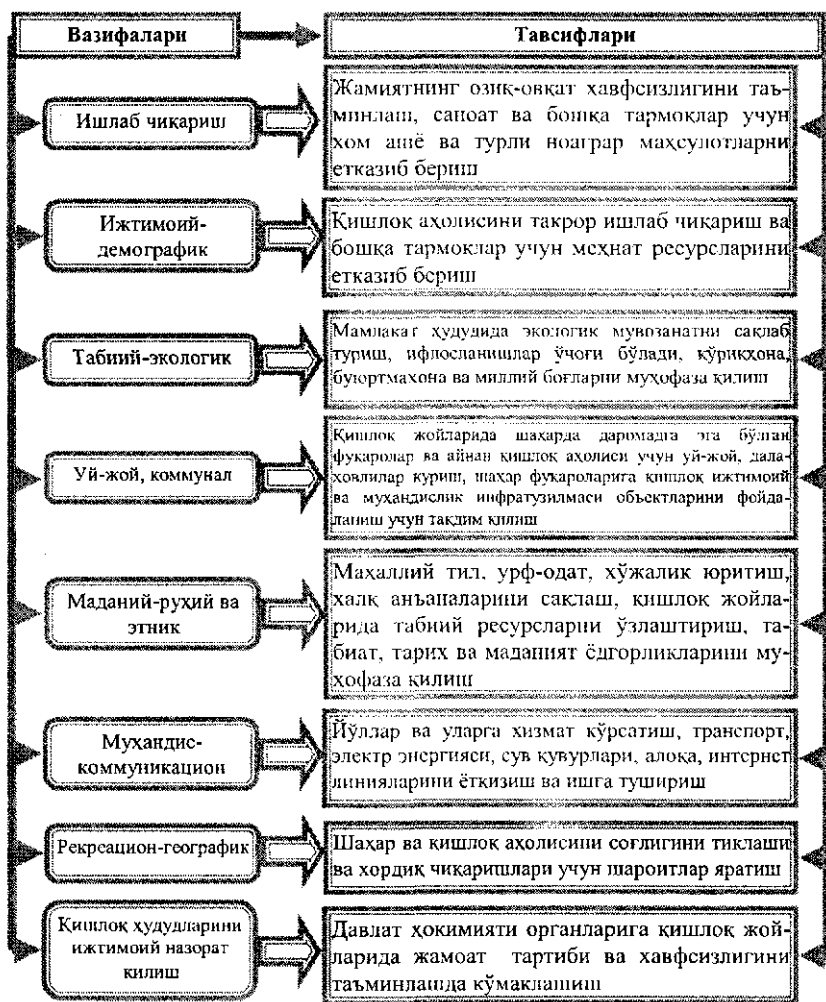 Вазифалари
Тавсифлари
Ишлаб чиқариш
Жамиятнинг озиқ-овқат хавфсизлигини таъ-
минлаш, саноат ва бошқа тармоқлар учун
хом ашё ва турли ноаграр маҳсулотларни
етказиб бериш
Ижтимоий-
демографик
Қишлоқ аҳолисини такрор ишлаб чиқариш ва
бошқа тармоқлар учун меҳнат ресурсларини
етказиб бериш
Табиий-экологик
Мамлакат ҳудудида экологик мувозанатни сақлаб
туриш, ифлосланишлар ўчоғи бўлади, қўриқхона,
буюртмахона ва миллий боғларни муҳофаза қилиш
Уй-жой, коммунал
Қишлоқ жойларида шаҳарда даромадга эга бўлган
фуқаролар ва айнан қишлоқ аҳолиси учун уй-жой, дала-
ҳовлилар қуриш, шаҳар фуқароларига қишлоқ ижтимоий
ва муҳандислик инфратузилмаси объектларини фойда-
ланиш учун тақдим қилиш
Маданий-руҳий ва
этник
Маҳаллий тил, урф-одат, хўжалик юритиш,
халқ анъаналарини сақлаш, қишлоқ жойла-
рида табиий ресурсларни ўзлаштириш, та-
биат, тарих ва маданият ёдгорликларини му-
ҳофаза қилиш
Муҳандис-
коммуникацион
Йўллар ва уларга хизмат кўрсатиш, транспорт,
электр энергияси, сув қувурлари, алоқа, интернет
линияларини ётқизиш ва ишга тушириш
Рекреацион-географик
Шаҳар ва қишлоқ аҳолисини соғлигини тиклаши
ва ҳордиқ чиқаришлари учун шароитлар яратиш
Қишлоқ ҳудудларини
ижтимоий назорат
қилиш
Давлат ҳокимияти органларига қишлоқ жой-
ларида жамоат тартиби ва хавфсизлигини
таъминлашда кўмаклашиш